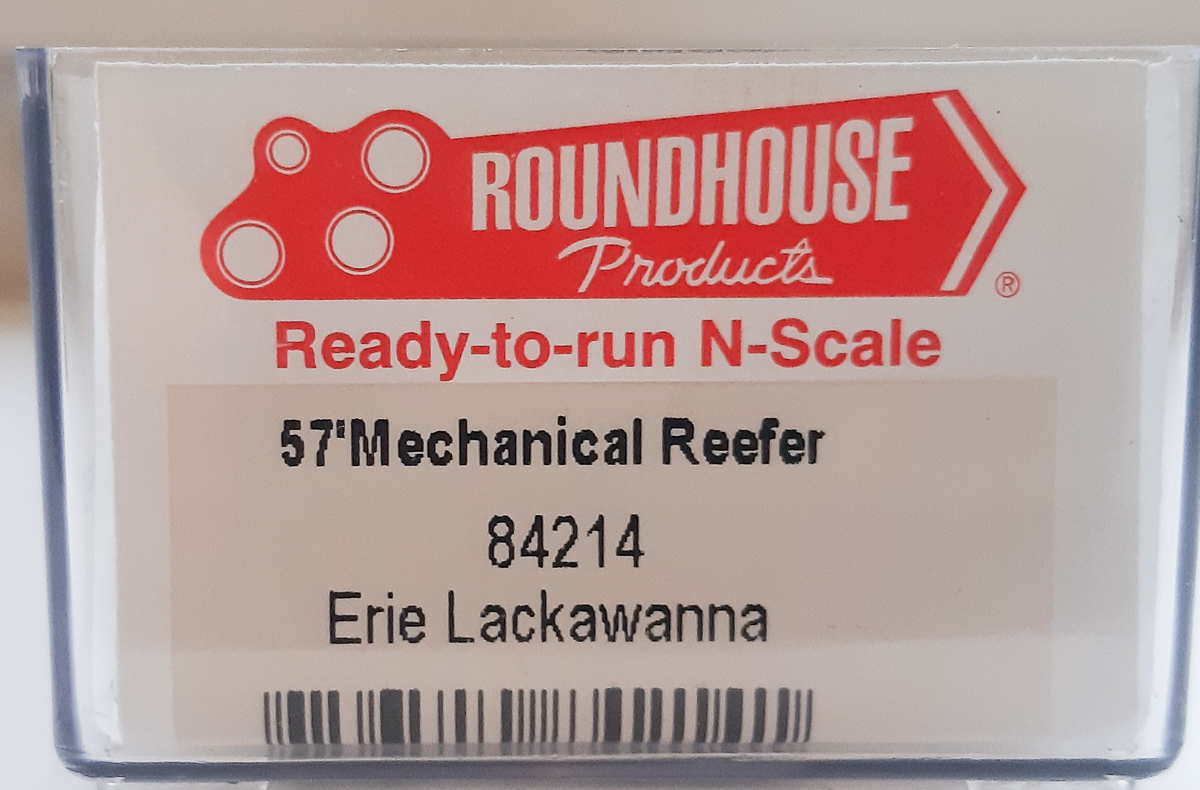 ROUNDHOUSE
Products
®
Ready-to-run N-Scale
57'Mechanical Reefer
84214
Erie Lackawanna